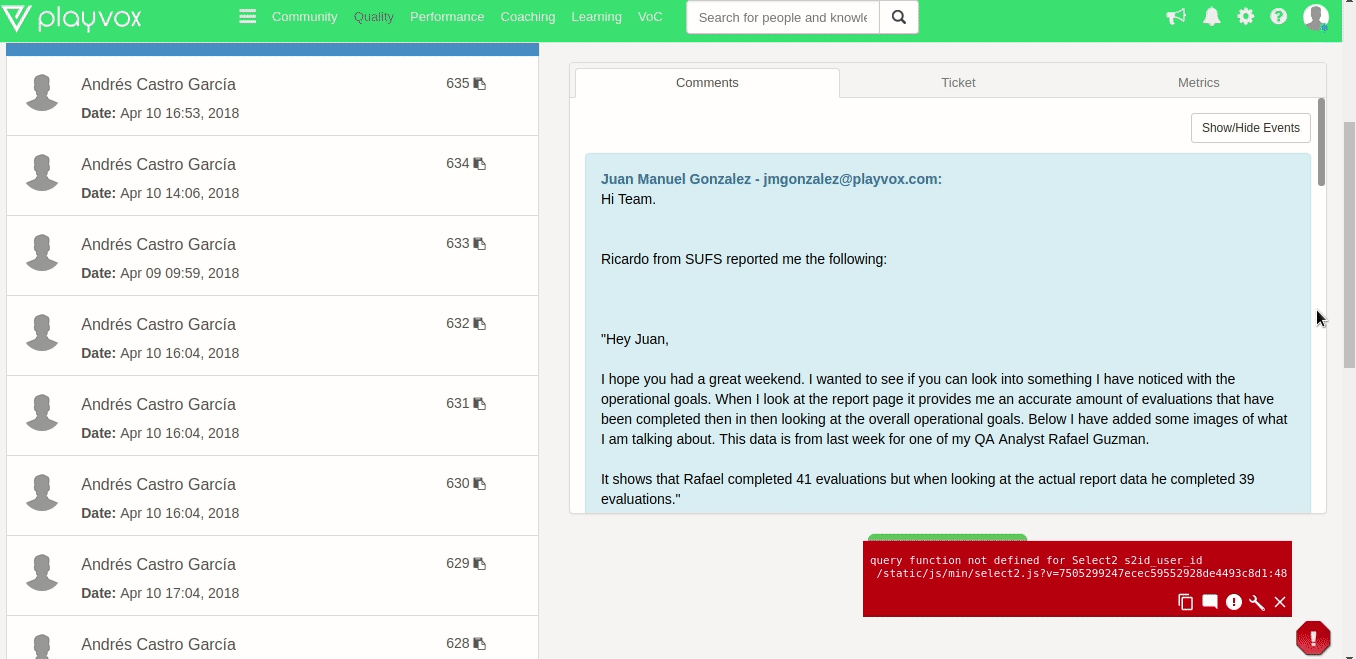 playvox
Community Quality Performance Coaching Learning VoC
Search for people and knowle
Andrés Castro García 635
Date: Apr 10 16:53, 2018
Andrés Castro García 634
Date: Apr 10 14:06, 2018
Andrés Castro García 633
Date: Apr 09 09:59, 2018
Andrés Castro García 632
Date: Apr 10 16:04, 2018
Andrés Castro García 631
Date: Apr 10 16:04, 2018
Andrés Castro García 630
Date: Apr 10 16:04, 2018
Andrés Castro García 629
Date: Apr 10 17:04, 2018
Andrés Castro García 628
Comments Ticket Metrics
Show/Hide Events
Juan Manuel Gonzalez - jmgonzalez@playvox.com:
Hi Team.
Ricardo from SUFS reported me the following:
"Hey Juan,
I hope you had a great weekend. I wanted to see if you can look into something I have noticed with the
operational goals. When I look at the report page it provides me an accurate amount of evaluations that have
been completed then in then looking at the overall operational goals. Below I have added some images of what
I am talking about. This data is from last week for one of my QA Analyst Rafael Guzman.
It shows that Rafael completed 41 evaluations but when looking at the actual report data he completed 39
evaluations."
query function not defined for Select2 s2id_user_id
/static/js/min/select2.js?v=7505299247ecec59552928de4493c8d1:48